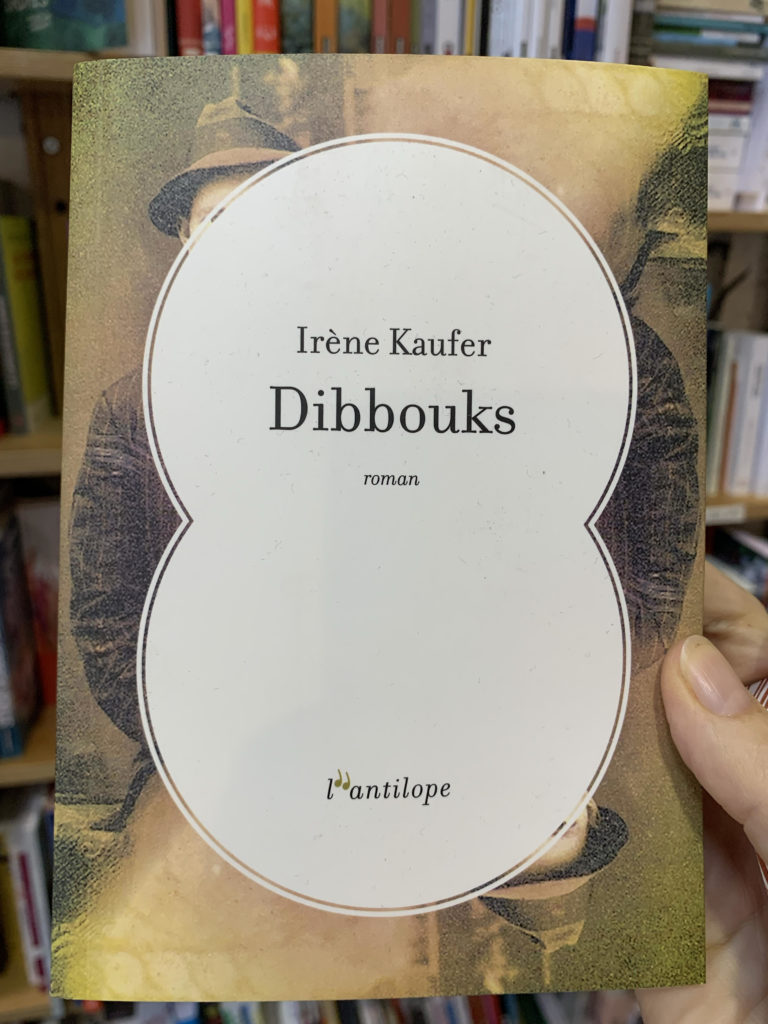 Irène Kaufer
Dibbouks
roman
l'antilope